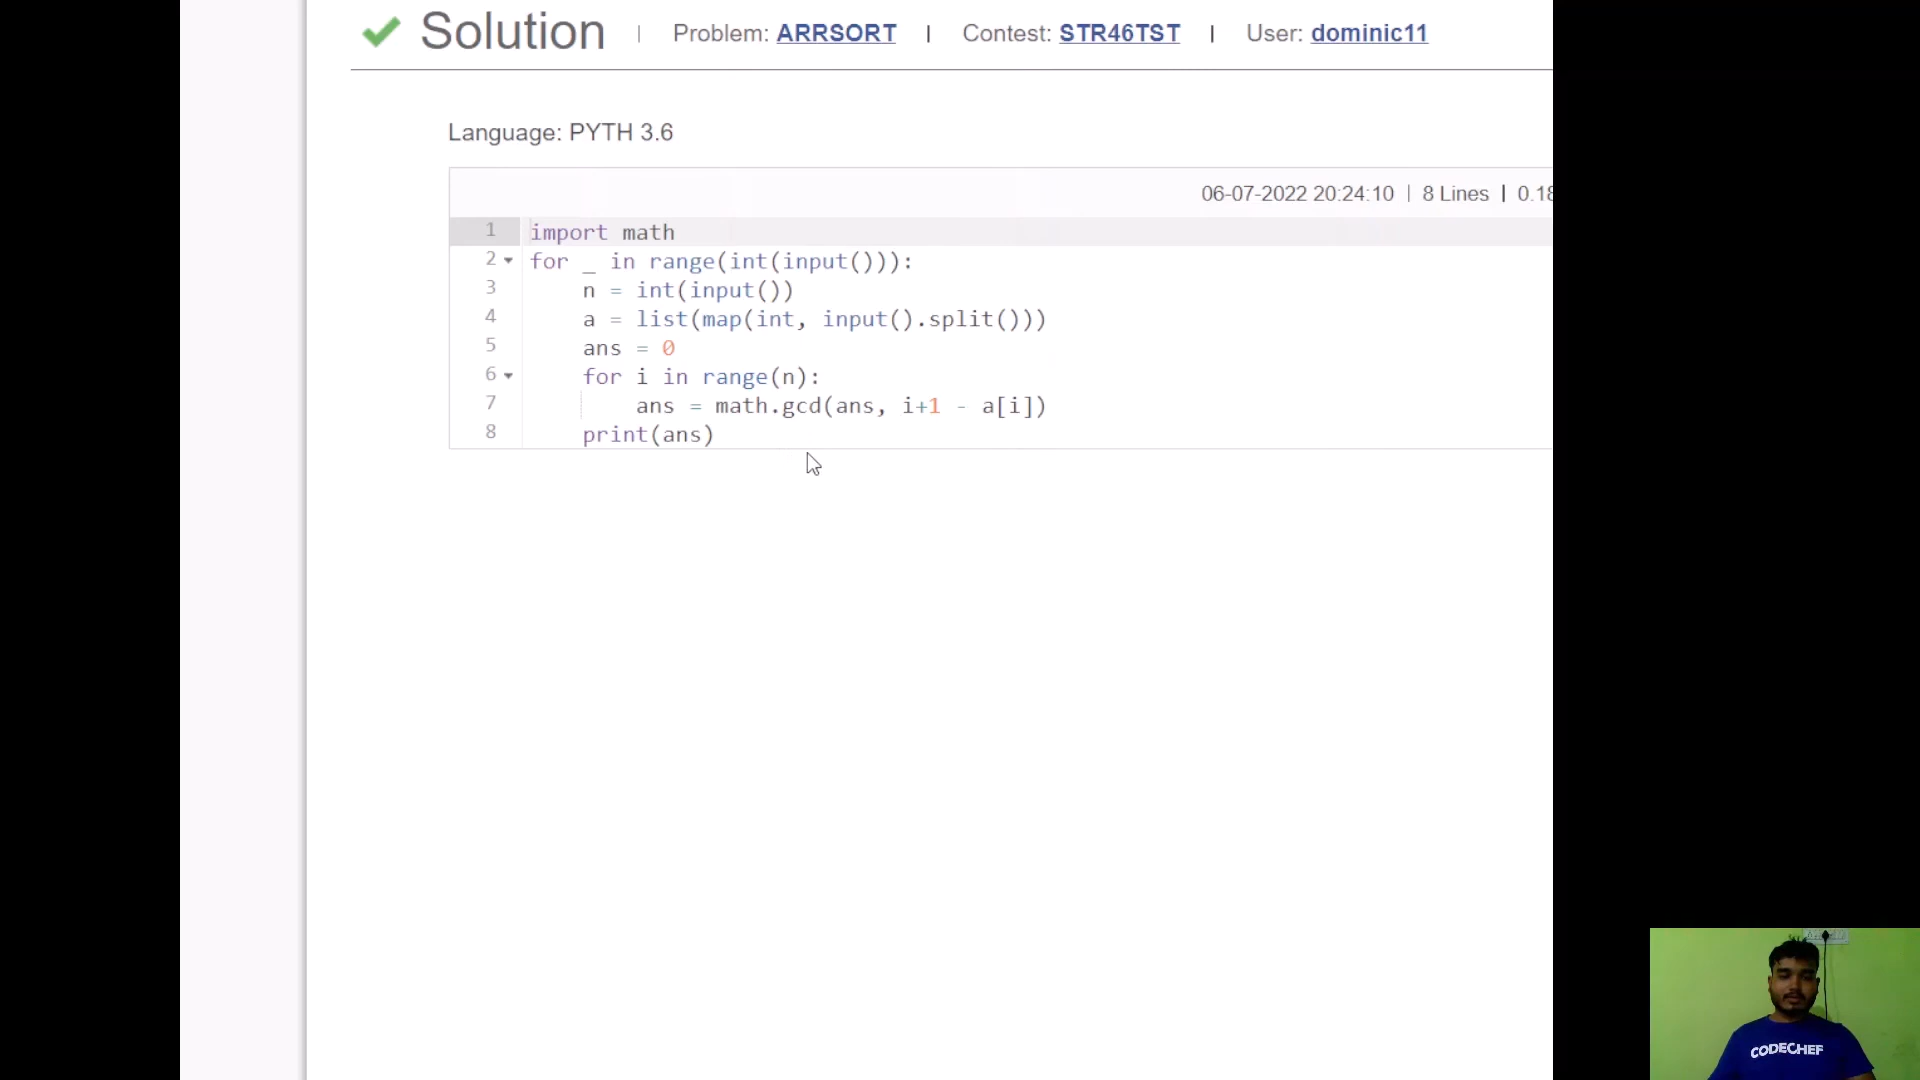 Solution | Problem: ARRSORT | Contest: STR46TST | User: dominic11
Language: PYTH 3.6
06-07-2022 20:24:10 | 8 Lines | 0.18
1 import math
2 for _ in range(int(input())):
3 n = int(input())
4 a = list(map(int, input().split()))
5 ans = 0
6 for i in range(n):
7 ans = math.gcd(ans, i+1 - a[i])
8 print(ans)
CODECHEF